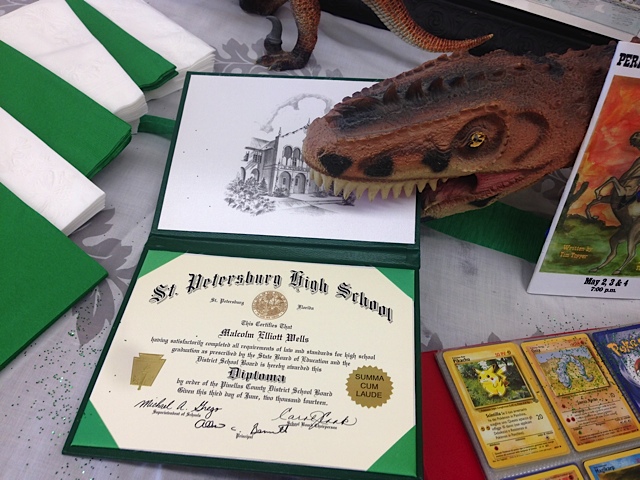 St. Petersburg High School
St. Petersburg
Florida
This Certifies That
Malcolm Elliott Wells
having satisfactorily completed all requirements of law and standards for high school
graduation as prescribed by the State Board of Education and the
District School Board is hereby awarded this
Diploma
by order of the Pinellas County District School Board
Given this third day of June, two thousand fourteen.
SUMMA
CUM
LAUDE
Michael A. Grego
Superintendent of Schools
Principal
May 2, 3 & 4
7:00 p.m.
Written by
Pikachu
20